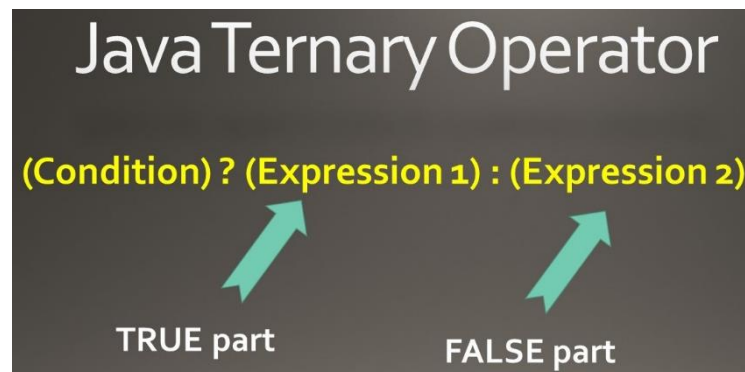 Java Ternary Operator
(Condition) ? (Expression 1) : (Expression 2)
TRUE part
FALSE part